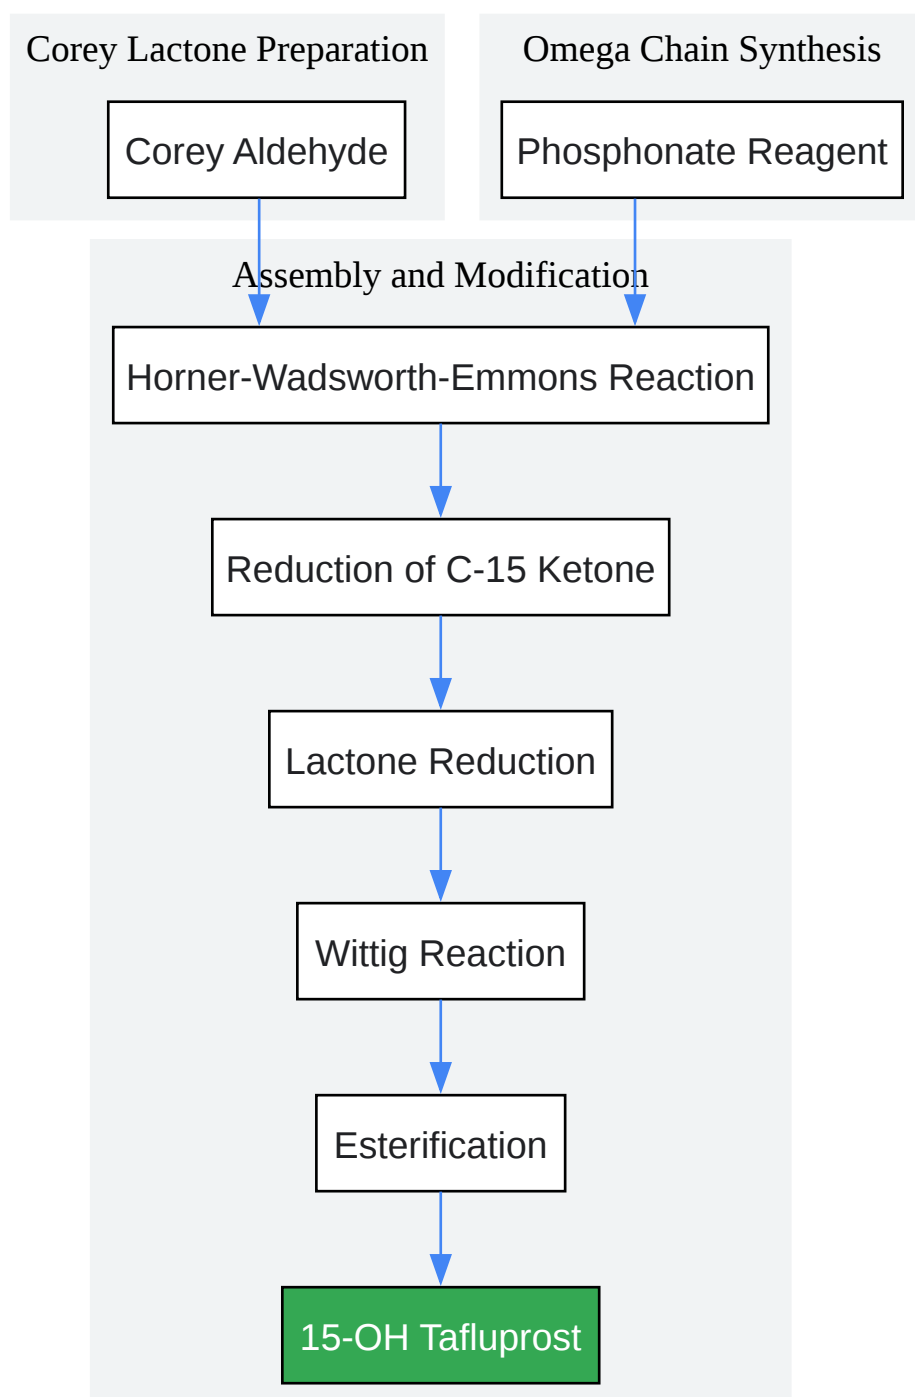 Corey Lactone Preparation
Omega Chain Synthesis
Corey Aldehyde
Phosphonate Reagent
Assembly and Modification
Horner-Wadsworth-Emmons Reaction
Reduction of C-15 Ketone
Lactone Reduction
Wittig Reaction
Esterification
15-OH Tafluprost